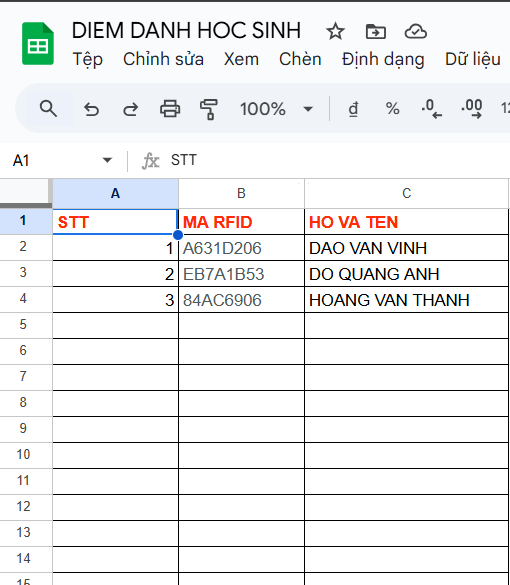 DIEM DANH HOC SINH
Tệp Chỉnh sửa Xem Chèn Định dạng Dữ liệu
100% đ % .0 .00 12
A1 fx STT
A B C
1 STT MA RFID HO VA TEN
2 1 A631D206 DAO VAN VINH
3 2 EB7A1B53 DO QUANG ANH
4 3 84AC6906 HOANG VAN THANH
5
6
7
8
9
10
11
12
13
14
15